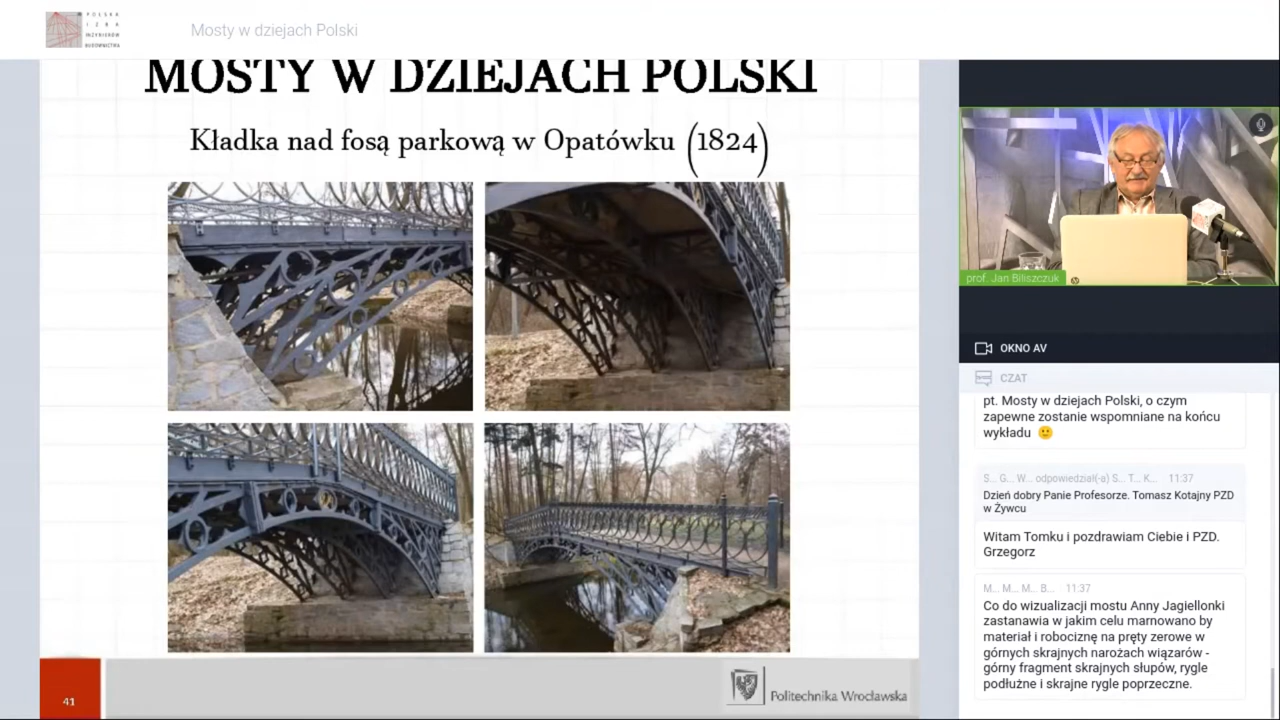 POLSKA
IZBA
INŻYNIERÓW
BUDOWNICTWA
Mosty w dziejach Polski
MOSTY W DZIEJACH POLSKI
Kładka nad fosą parkową w Opatówku (1824)
41
Politechnika Wrocławska
prof. Jan Biliszczuk
OKNO AV
CZAT
pt. Mosty w dziejach Polski, o czym
zapewne zostanie wspomniane na końcu
wykładu 🙂
S... G... W... odpowiedział(-a) S... T... K... 11:37
Dzień dobry Panie Profesorze. Tomasz Kotajny PZD
w Żywcu
Witam Tomku i pozdrawiam Ciebie i PZD.
Grzegorz
M... M... M... B... 11:37
Co do wizualizacji mostu Anny Jagiellonki
zastanawia w jakim celu marnowano by
materiał i robociznę na pręty zerowe w
górnych skrajnych narożach wiązarów -
górny fragment skrajnych słupów, rygle
podłużne i skrajne rygle poprzeczne.